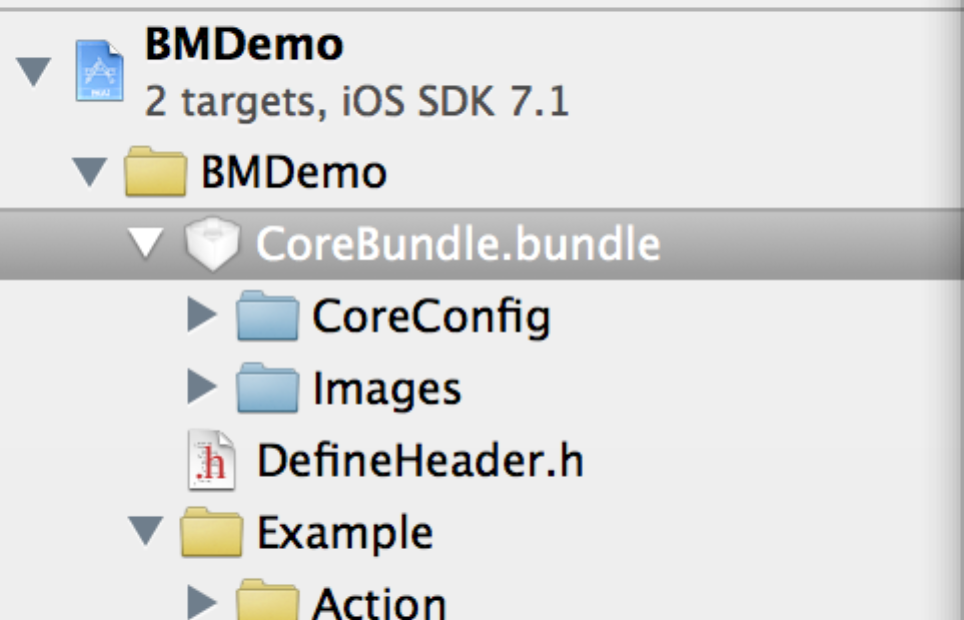 BMDemo
2 targets, iOS SDK 7.1
BMDemo
CoreBundle.bundle
CoreConfig
Images
.h
DefineHeader.h
Example
Action